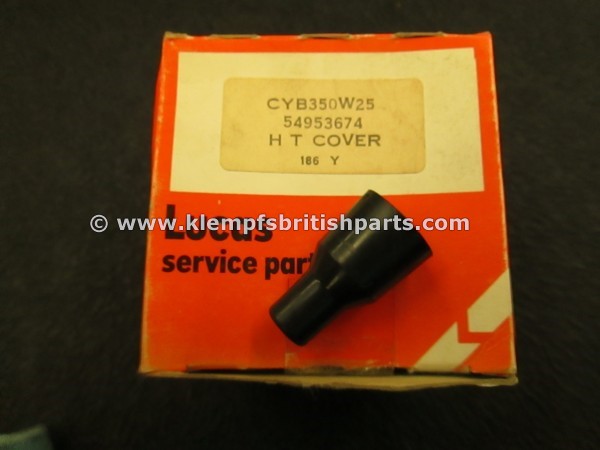 CYB350W25
54953674
H T COVER
186 Y
© www.klempfsbritishparts.com
Lucas
service part